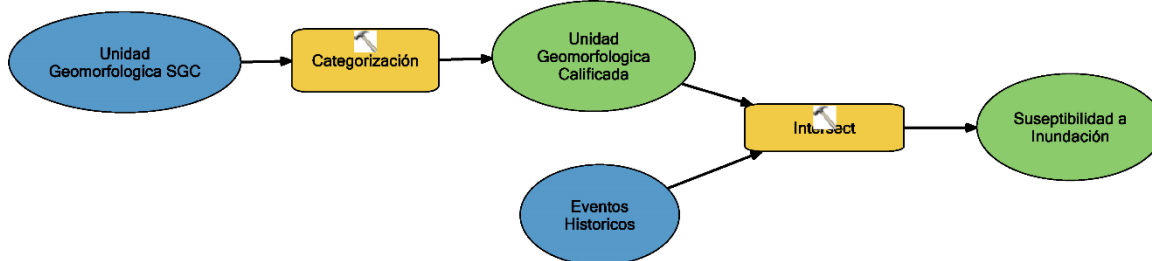 Unidad
Geomorfologica SGC
Categorización
Unidad
Geomorfologica
Calificada
Intersect
Eventos
Historicos
Suseptibilidad a
Inundación